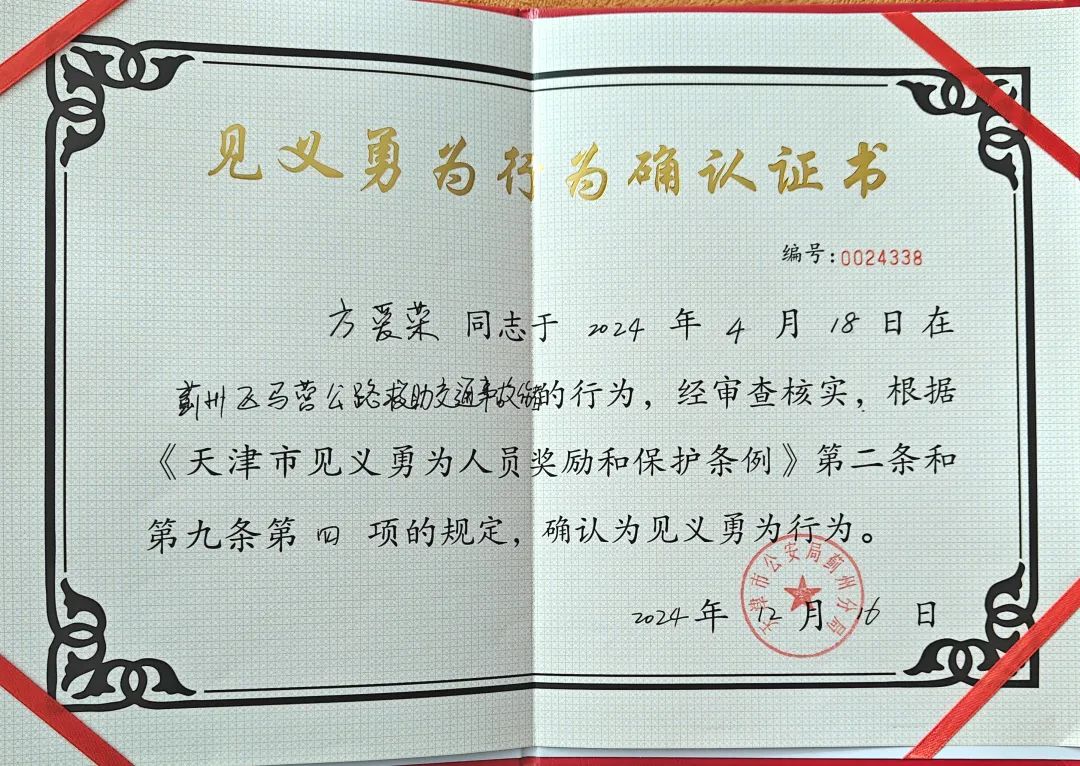 见义勇为行为确认证书
编号:0024338
方爱荣 同志于 2024 年 4 月 18 日在
蓟州区马营公路救助交通事故伤者的行为，经审查核实，根据
《天津市见义勇为人员奖励和保护条例》第二条和
第九条第 四 项的规定，确认为见义勇为行为。
天津市公安局蓟州分局
2024 年 12 月 16 日